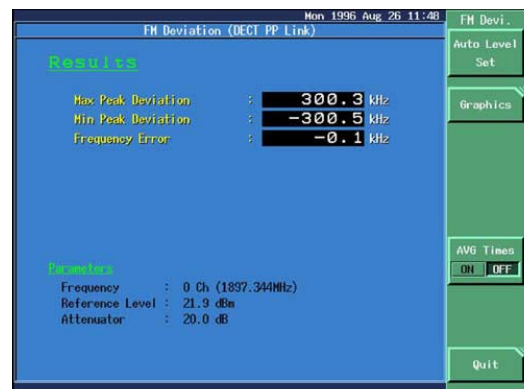 Mon 1996 Aug 26 11:48
FM Deviation (DECT PP Link)
Results
Max Peak Deviation : 300.3 kHz
Min Peak Deviation : -300.5 kHz
Frequency Error : -0.1 kHz
Parameters
Frequency : 0 Ch (1897.344MHz)
Reference Level : 21.9 dBm
Attenuator : 20.0 dB
FM Devi.
Auto Level
Set
Graphics
AVG Times
ON OFF
Quit